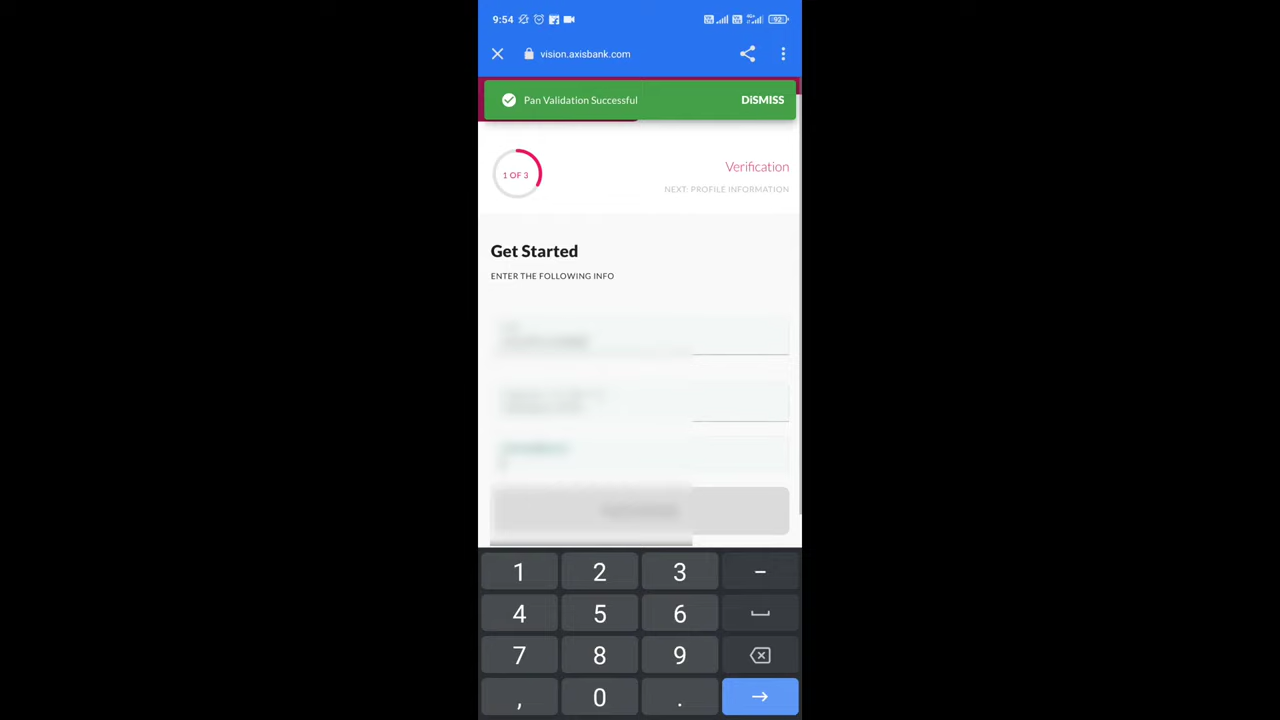 9:54
92
vision.axisbank.com
Pan Validation Successful
DISMISS
1 OF 3
Verification
NEXT: PROFILE INFORMATION
Get Started
ENTER THE FOLLOWING INFO
1 2 3 –
4 5 6
7 8 9
, 0 .